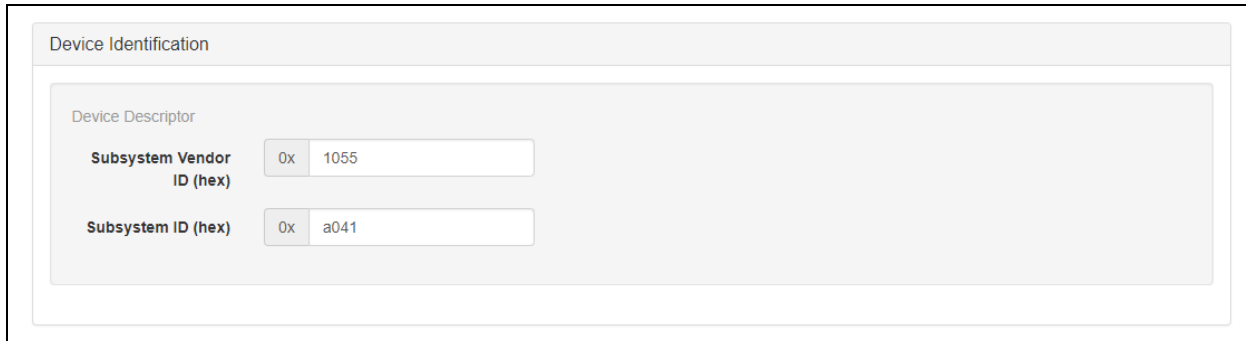 Device Identification
Device Descriptor
Subsystem Vendor
ID (hex)
0x 1055
Subsystem ID (hex) 0x a041